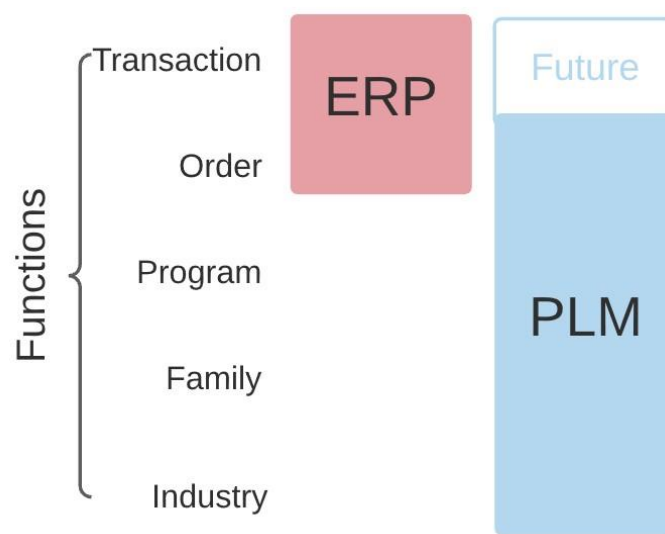 Functions
Transaction
Order
Program
Family
Industry
ERP
Future
PLM